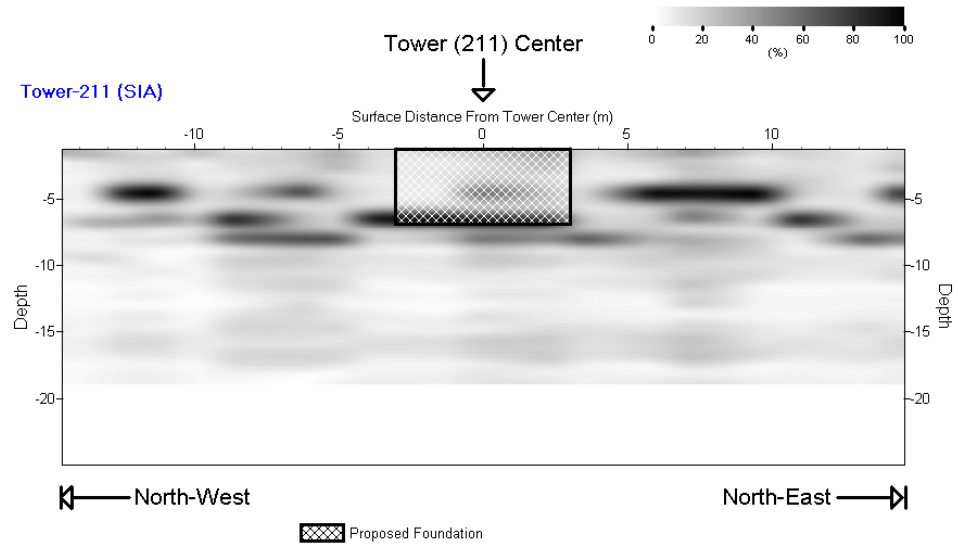 0 20 40 60 80 100
(%)
Tower (211) Center
Tower-211 (SIA)
Surface Distance From Tower Center (m)
-10 -5 0 5 10
-5 -5
-10 -10
Depth Depth
-15 -15
-20 -20
North-West North-East
Proposed Foundation